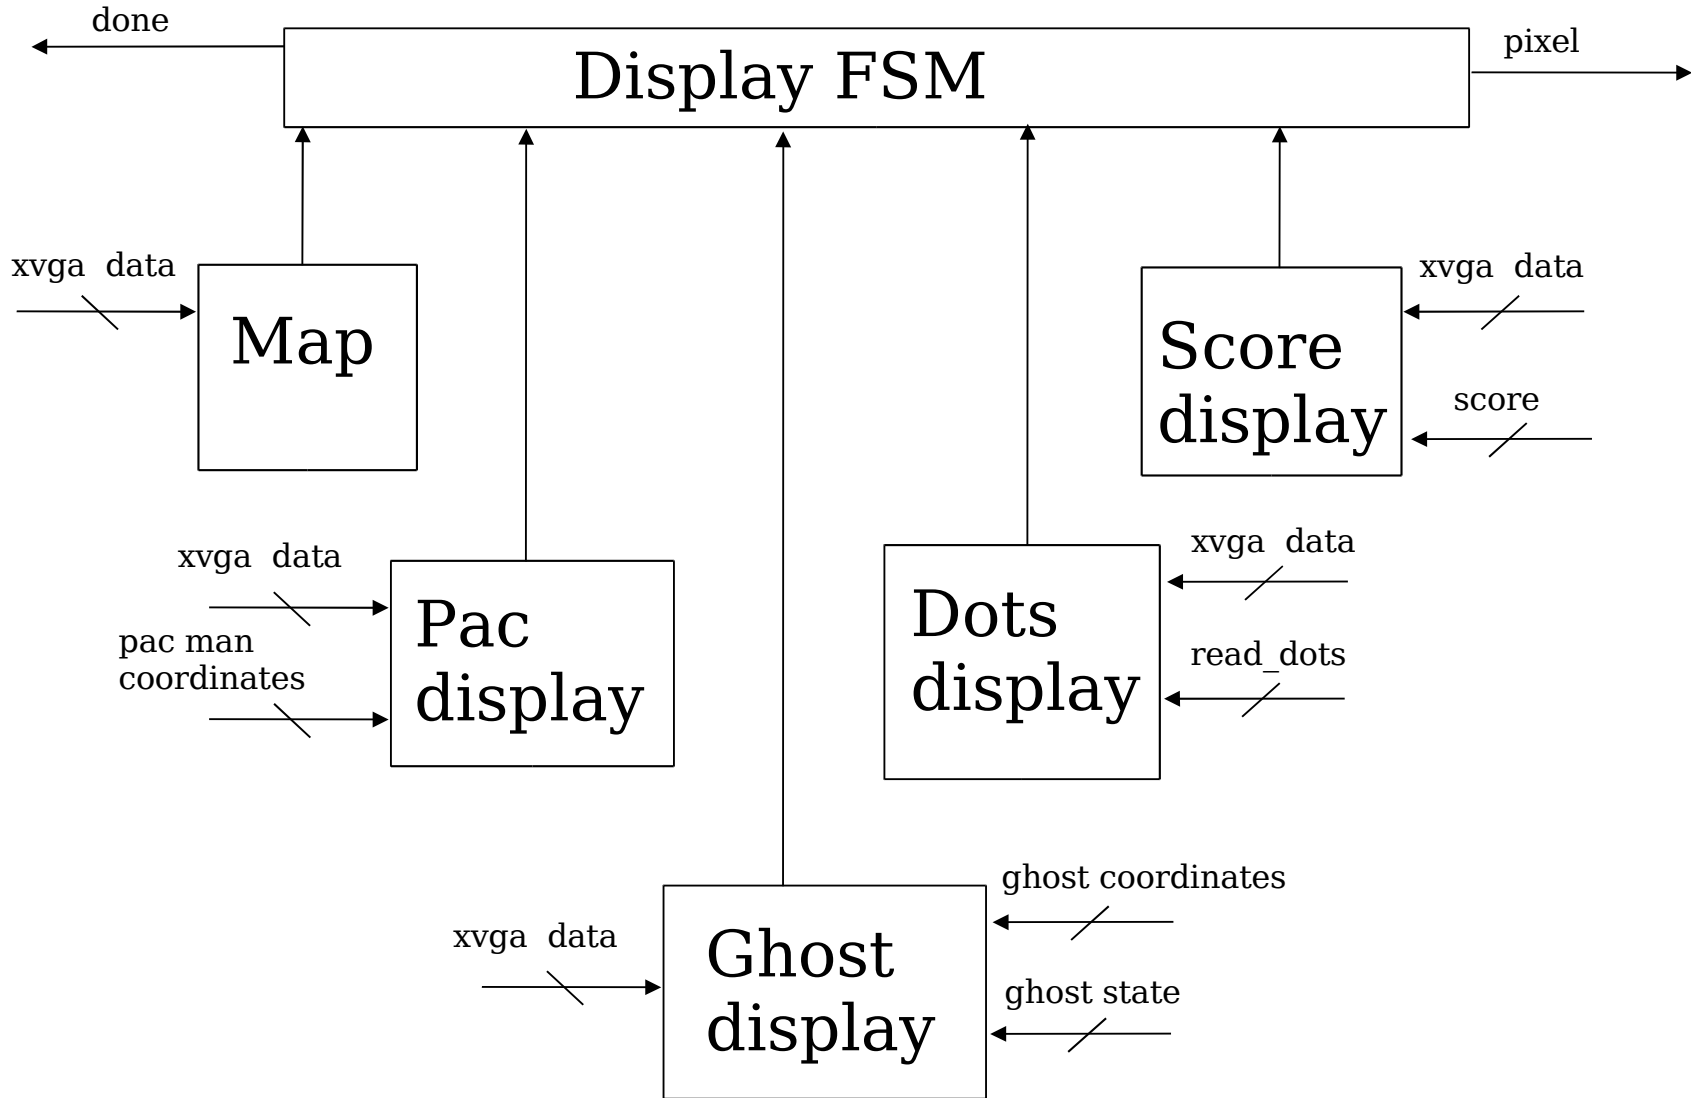 done
Display FSM
pixel
xvga  data
Map
Score
display
xvga  data
score
xvga  data
pac man
coordinates
Pac
display
Dots
display
xvga  data
read_dots
xvga  data
Ghost
display
ghost coordinates
ghost state